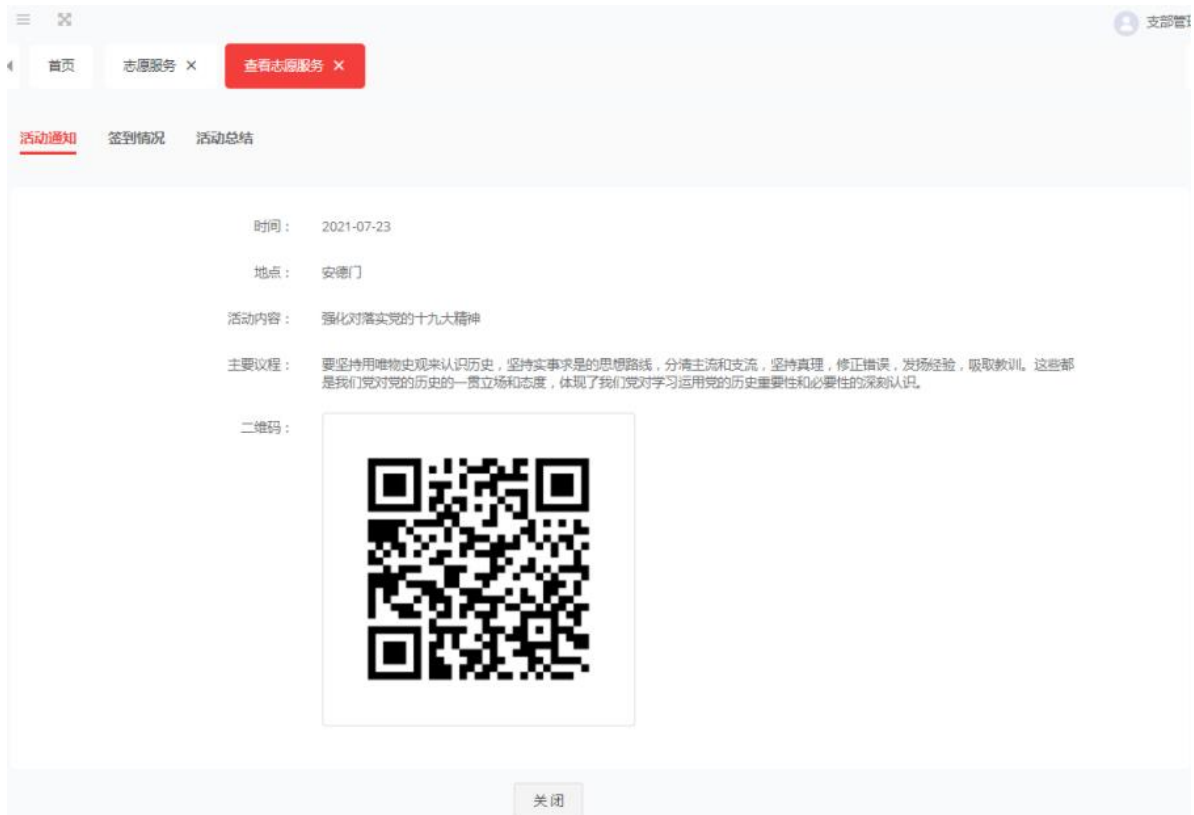 支部管理
首页 志愿服务 × 查看志愿服务 ×
活动通知 签到情况 活动总结
时间： 2021-07-23
地点： 安德门
活动内容： 强化对落实党的十九大精神
主要议程： 要坚持用唯物史观来认识历史，坚持实事求是的思想路线，分清主流和支流，坚持真理，修正错误，发扬经验，吸取教训。这些都
是我们党对党的历史的一贯立场和态度，体现了我们党对学习运用党的历史重要性和必要性的深刻认识。
二维码：
关闭